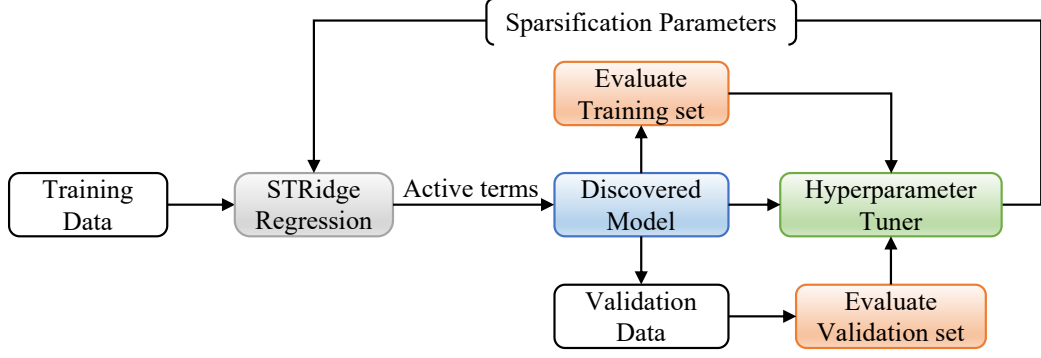 Sparsification Parameters
Evaluate
Training set
Training
Data
STRidge
Regression
Active terms
Discovered
Model
Hyperparameter
Tuner
Validation
Data
Evaluate
Validation set